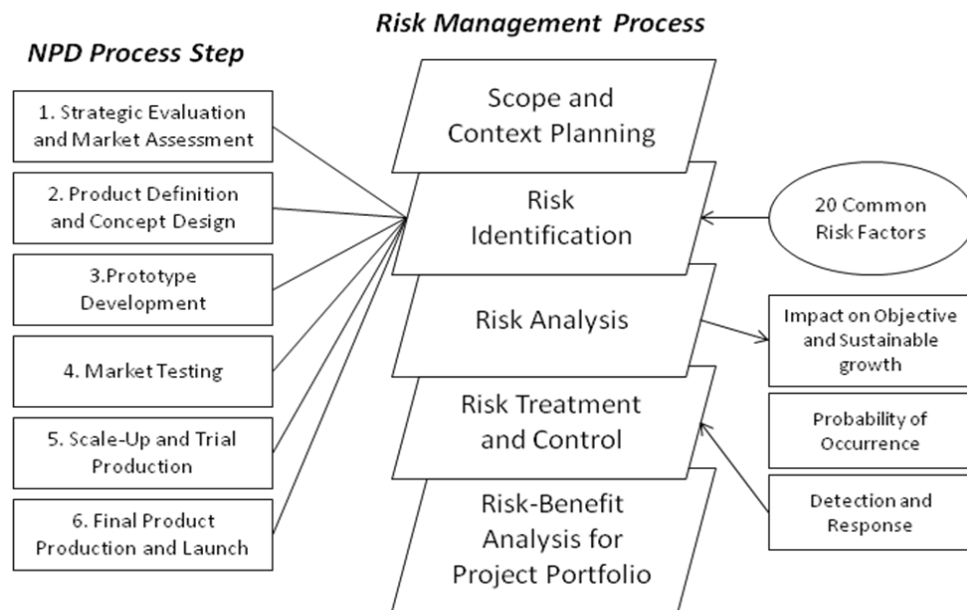 NPD Process Step
1. Strategic Evaluation
and Market Assessment
2. Product Definition
and Concept Design
3.Prototype
Development
4. Market Testing
5. Scale-Up and Trial
Production
6. Final Product
Production and Launch
Risk Management Process
Scope and
Context Planning
Risk
Identification
Risk Analysis
Risk Treatment
and Control
Risk-Benefit
Analysis for
Project Portfolio
20 Common
Risk Factors
Impact on Objective
and Sustainable
growth
Probability of
Occurrence
Detection and
Response